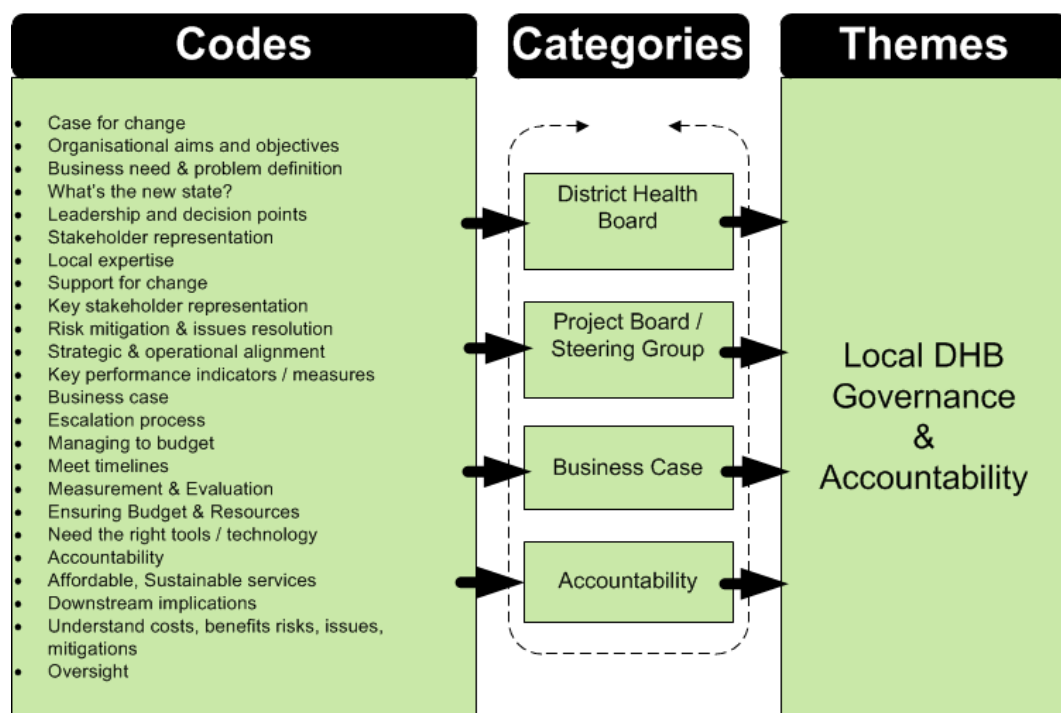 Codes
Categories
Themes
• Case for change
• Organisational aims and objectives
• Business need & problem definition
• What's the new state?
• Leadership and decision points
• Stakeholder representation
• Local expertise
• Support for change
• Key stakeholder representation
• Risk mitigation & issues resolution
• Strategic & operational alignment
• Key performance indicators / measures
• Business case
• Escalation process
• Managing to budget
• Meet timelines
• Measurement & Evaluation
• Ensuring Budget & Resources
• Need the right tools / technology
• Accountability
• Affordable, Sustainable services
• Downstream implications
• Understand costs, benefits risks, issues,
mitigations
• Oversight
District Health
Board
Project Board /
Steering Group
Business Case
Accountability
Local DHB
Governance
&
Accountability